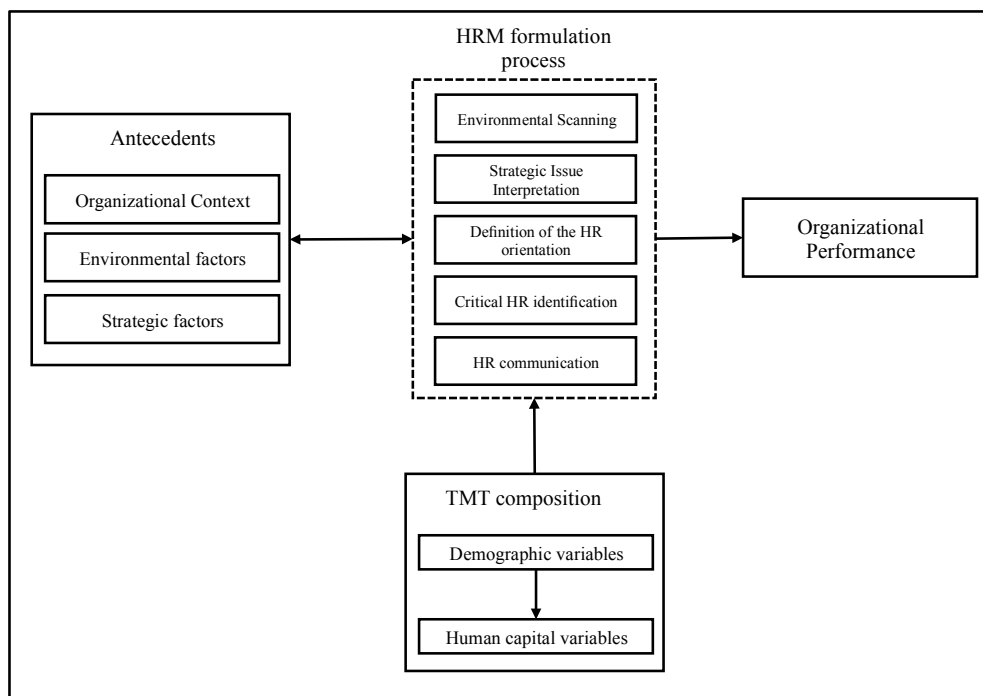 HRM formulation
process
Environmental Scanning
Strategic Issue
Interpretation
Definition of the HR
orientation
Critical HR identification
HR communication
Antecedents
Organizational Context
Environmental factors
Strategic factors
Organizational
Performance
TMT composition
Demographic variables
Human capital variables